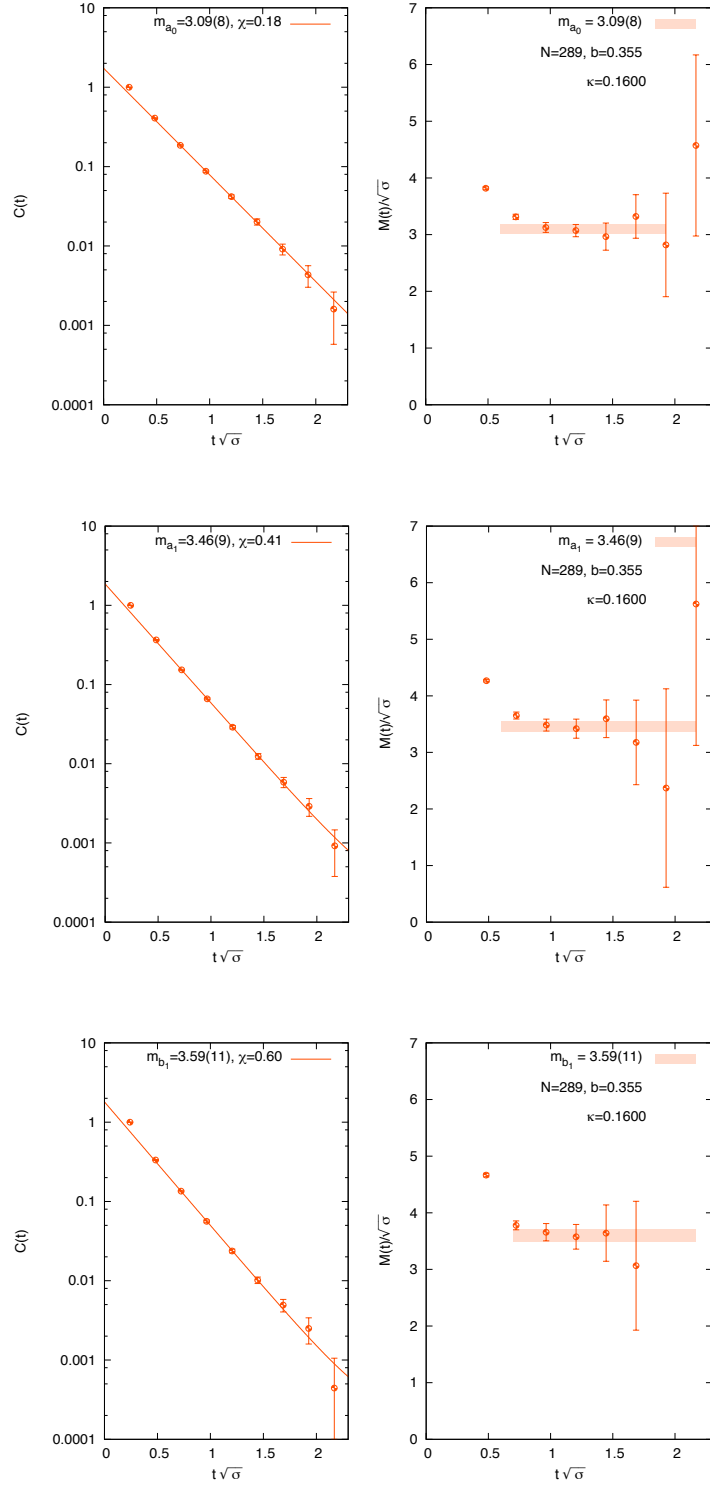 m_{a_0}=3.09(8), χ=0.18
10
1
0.1
0.01
0.001
0.0001
C(t)
0 0.5 1 1.5 2
t√σ
m_{a_0} = 3.09(8)
N=289, b=0.355
κ=0.1600
7
6
5
4
3
2
1
0
M(t)/√σ
0 0.5 1 1.5 2
t√σ
m_{a_1}=3.46(9), χ=0.41
10
1
0.1
0.01
0.001
0.0001
C(t)
0 0.5 1 1.5 2
t√σ
m_{a_1} = 3.46(9)
N=289, b=0.355
κ=0.1600
7
6
5
4
3
2
1
0
M(t)/√σ
0 0.5 1 1.5 2
t√σ
m_{b_1}=3.59(11), χ=0.60
10
1
0.1
0.01
0.001
0.0001
C(t)
0 0.5 1 1.5 2
t√σ
m_{b_1} = 3.59(11)
N=289, b=0.355
κ=0.1600
7
6
5
4
3
2
1
0
M(t)/√σ
0 0.5 1 1.5 2
t√σ